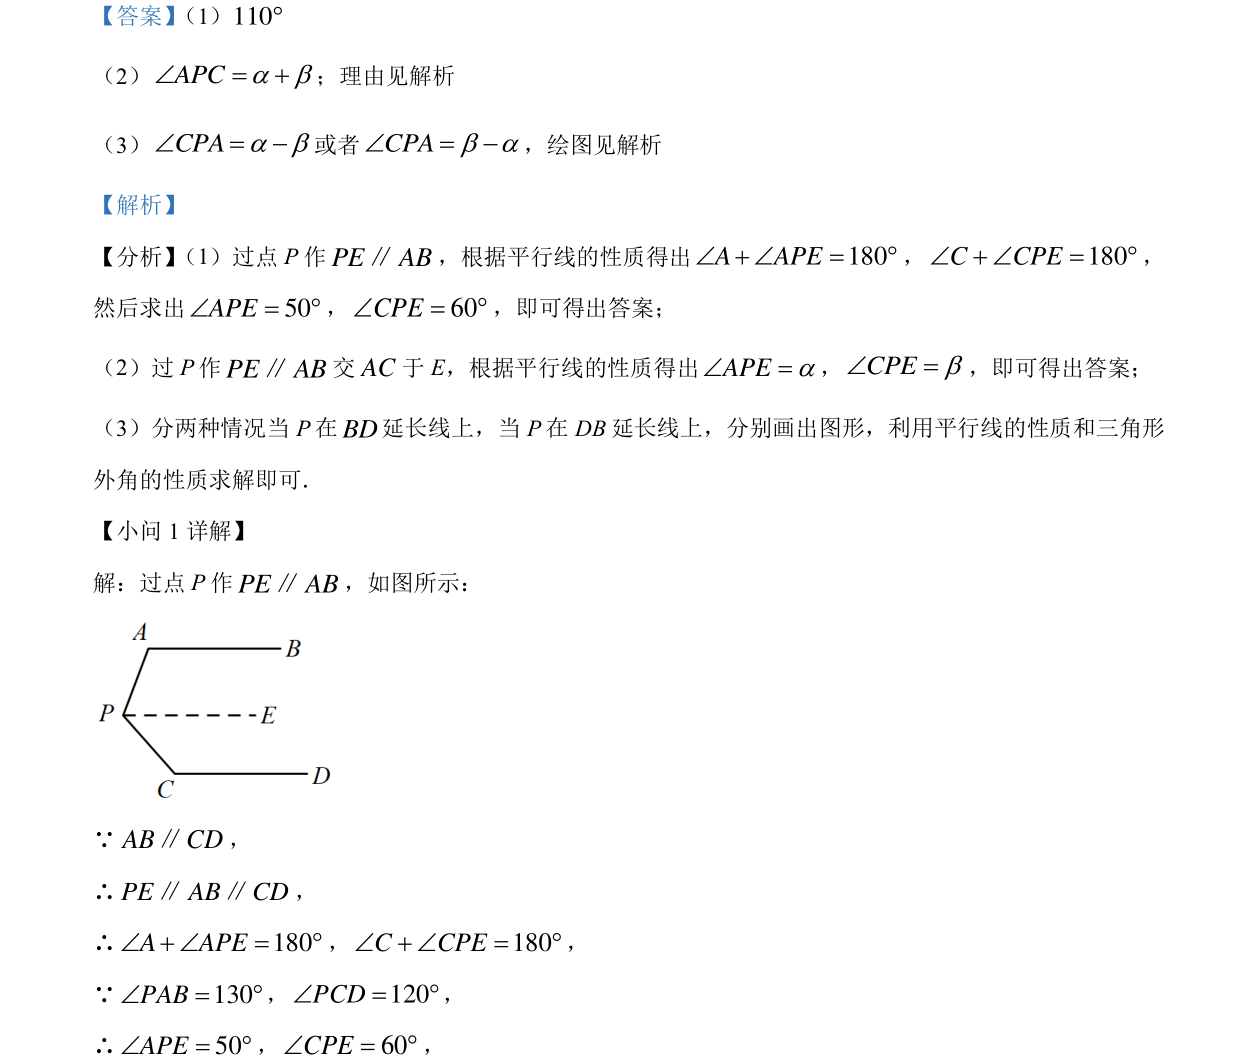 【答案】（1）110°
（2）∠APC = α + β；理由见解析
（3）∠CPA = α − β 或者 ∠CPA = β − α，绘图见解析
【解析】
【分析】（1）过点 P 作 PE // AB，根据平行线的性质得出 ∠A + ∠APE = 180°，∠C + ∠CPE = 180°，
然后求出 ∠APE = 50°，∠CPE = 60°，即可得出答案；
（2）过 P 作 PE // AB 交 AC 于 E，根据平行线的性质得出 ∠APE = α，∠CPE = β，即可得出答案；
（3）分两种情况当 P 在 BD 延长线上，当 P 在 DB 延长线上，分别画出图形，利用平行线的性质和三角形
外角的性质求解即可．
【小问 1 详解】
解：过点 P 作 PE // AB，如图所示：
A
B
P
E
C
D
∵ AB // CD，
∴ PE // AB // CD，
∴ ∠A + ∠APE = 180°，∠C + ∠CPE = 180°，
∵ ∠PAB = 130°，∠PCD = 120°，
∴ ∠APE = 50°，∠CPE = 60°，